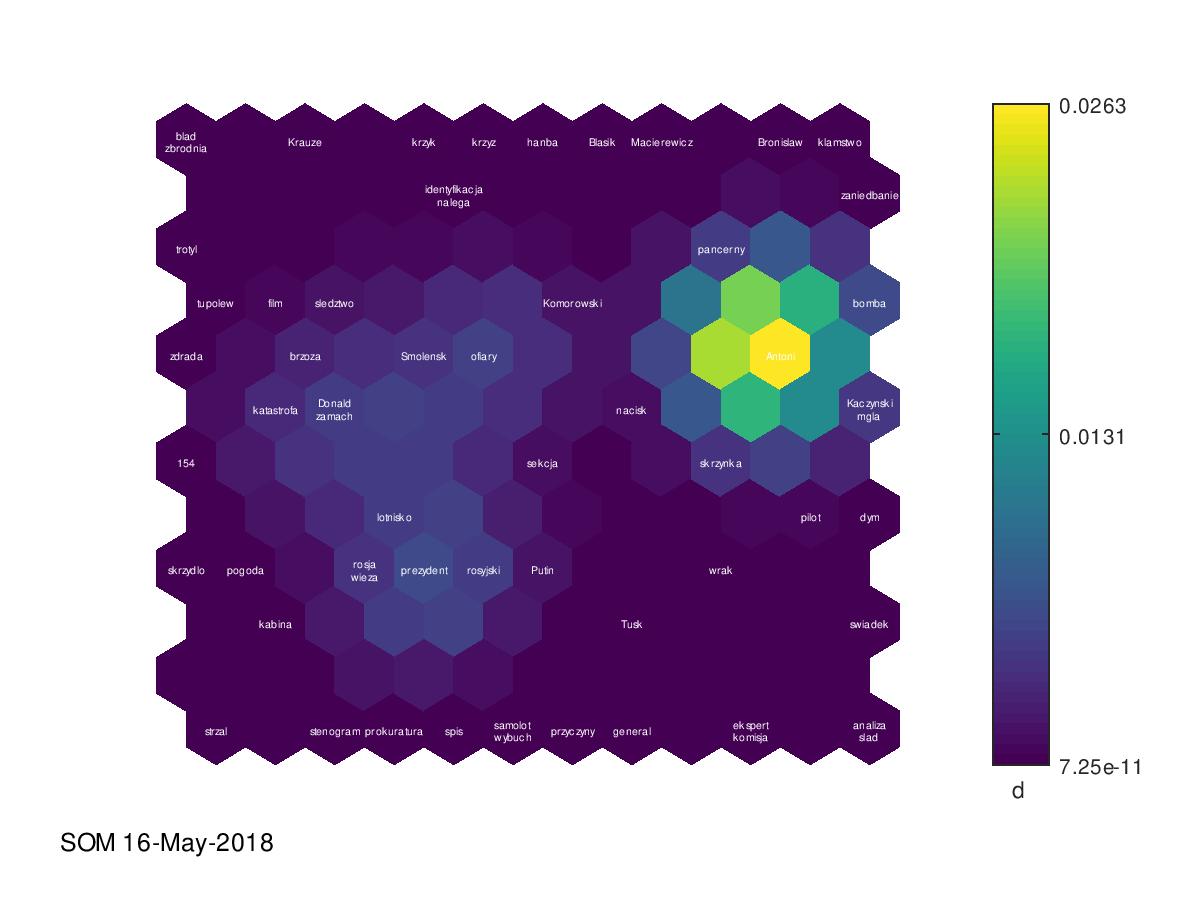 0.0263
blad
zbrodnia
Krauze
krzyk
krzyz
hanba
Blasik
Macierewicz
Bronislaw
klamstwo
identyfikacja
nalega
zaniedbanie
trotyl
pancerny
tupolew
film
sledztwo
Komorowski
bomba
zdrada
brzoza
Smolensk
ofiary
Antoni
katastrofa
Donald
zamach
nacisk
Kaczynski
mgla
0.0131
154
sekcja
skrzynka
lotnisko
pilot
dym
skrzydlo
pogoda
rosja
wieza
prezydent
rosyjski
Putin
wrak
kabina
Tusk
swiadek
strzal
stenogram
prokuratura
spis
samolot
wybuch
przyczyny
general
ekspert
komisja
analiza
slad
7.25e-11
d
SOM 16-May-2018